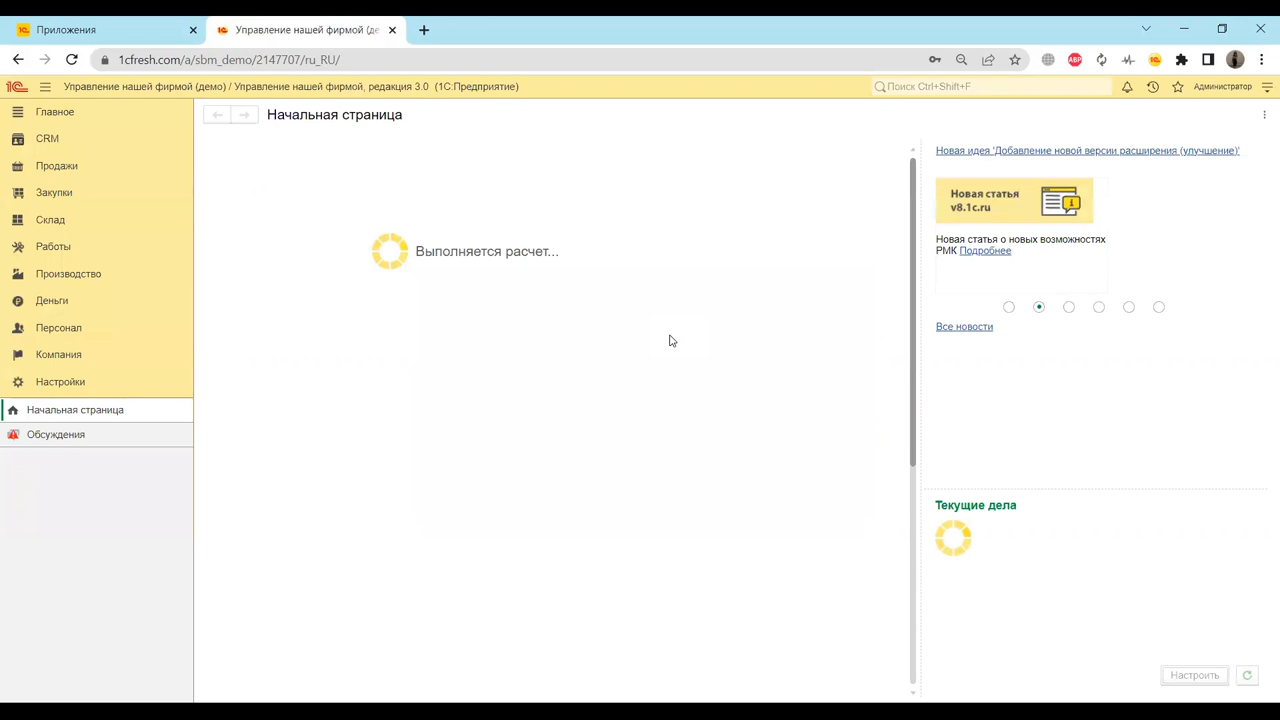 Приложения
Управление нашей фирмой (де
1cfresh.com/a/sbm_demo/2147707/ru_RU/
ABP
1С
Управление нашей фирмой (демо) / Управление нашей фирмой, редакция 3.0 (1С:Предприятие)
Поиск Ctrl+Shift+F
Администратор
Главное
CRM
Продажи
Закупки
Склад
Работы
Производство
Деньги
Персонал
Компания
Настройки
Начальная страница
Обсуждения
Начальная страница
Выполняется расчет...
Новая идея 'Добавление новой версии расширения (улучшение)'
Новая статья
v8.1c.ru
Новая статья о новых возможностях
РМК Подробнее
Все новости
Текущие дела
Настроить